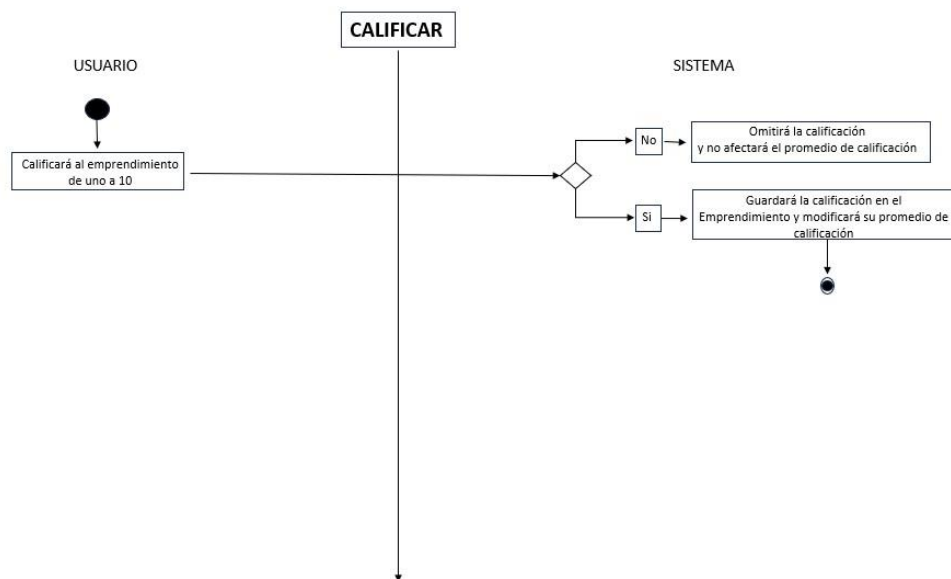 CALIFICAR
USUARIO
SISTEMA
Calificará al emprendimiento
de uno a 10
No
Omitirá la calificación
y no afectará el promedio de calificación
Si
Guardará la calificación en el
Emprendimiento y modificará su promedio de
calificación